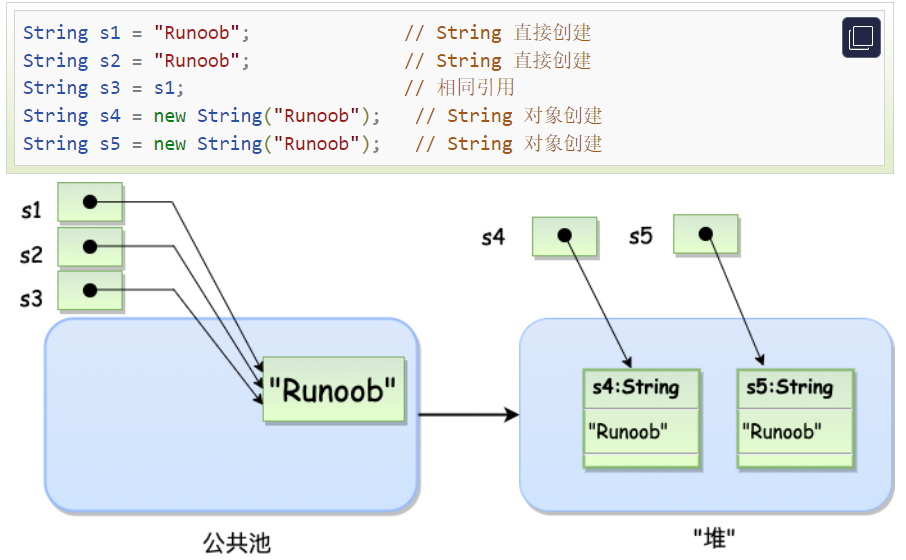 String s1 = "Runoob";              // String 直接创建
String s2 = "Runoob";              // String 直接创建
String s3 = s1;                    // 相同引用
String s4 = new String("Runoob");   // String 对象创建
String s5 = new String("Runoob");   // String 对象创建
s1
s2
s3
"Runoob"
公共池
s4
s5
s4:String
"Runoob"
s5:String
"Runoob"
"堆"